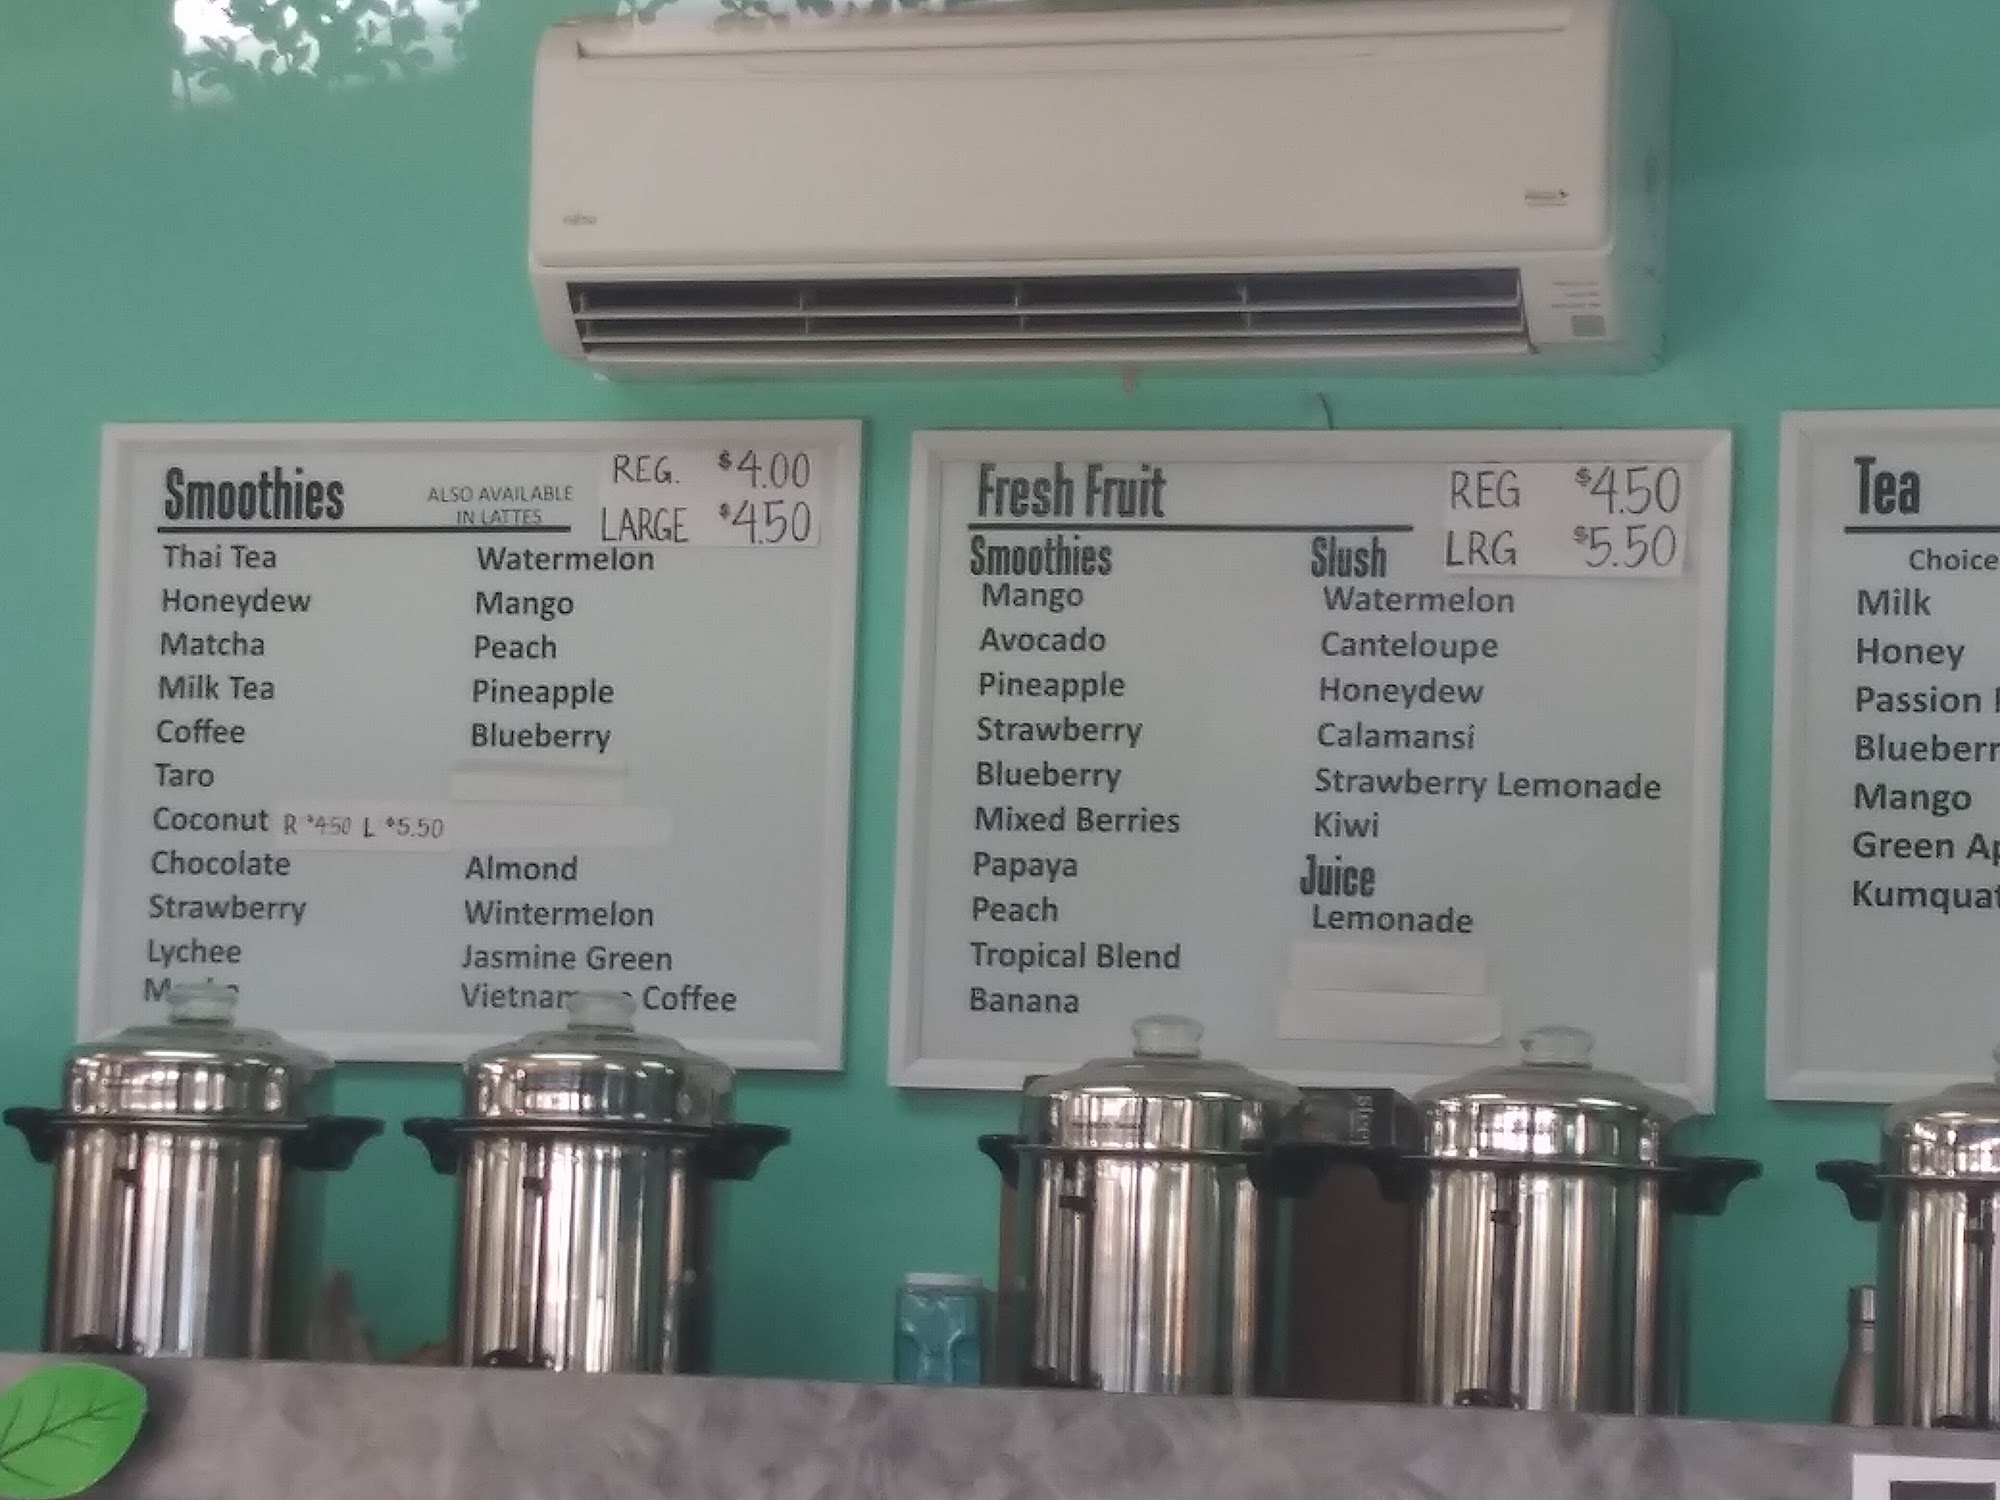 Smoothies
ALSO AVAILABLE
IN LATTES
REG. $4.00
LARGE $4.50
Thai Tea
Honeydew
Matcha
Milk Tea
Coffee
Taro
Coconut R $4.50 L $5.50
Chocolate
Strawberry
Lychee
Watermelon
Mango
Peach
Pineapple
Blueberry
Almond
Wintermelon
Jasmine Green
Coffee
Fresh Fruit
REG $4.50
LRG $5.50
Smoothies
Mango
Avocado
Pineapple
Strawberry
Blueberry
Mixed Berries
Papaya
Peach
Tropical Blend
Banana
Slush
Watermelon
Canteloupe
Honeydew
Calamansi
Strawberry Lemonade
Kiwi
Juice
Lemonade
Tea
Choice
Milk
Honey
Passion
Blueberr
Mango
Green Ap
Kumquat